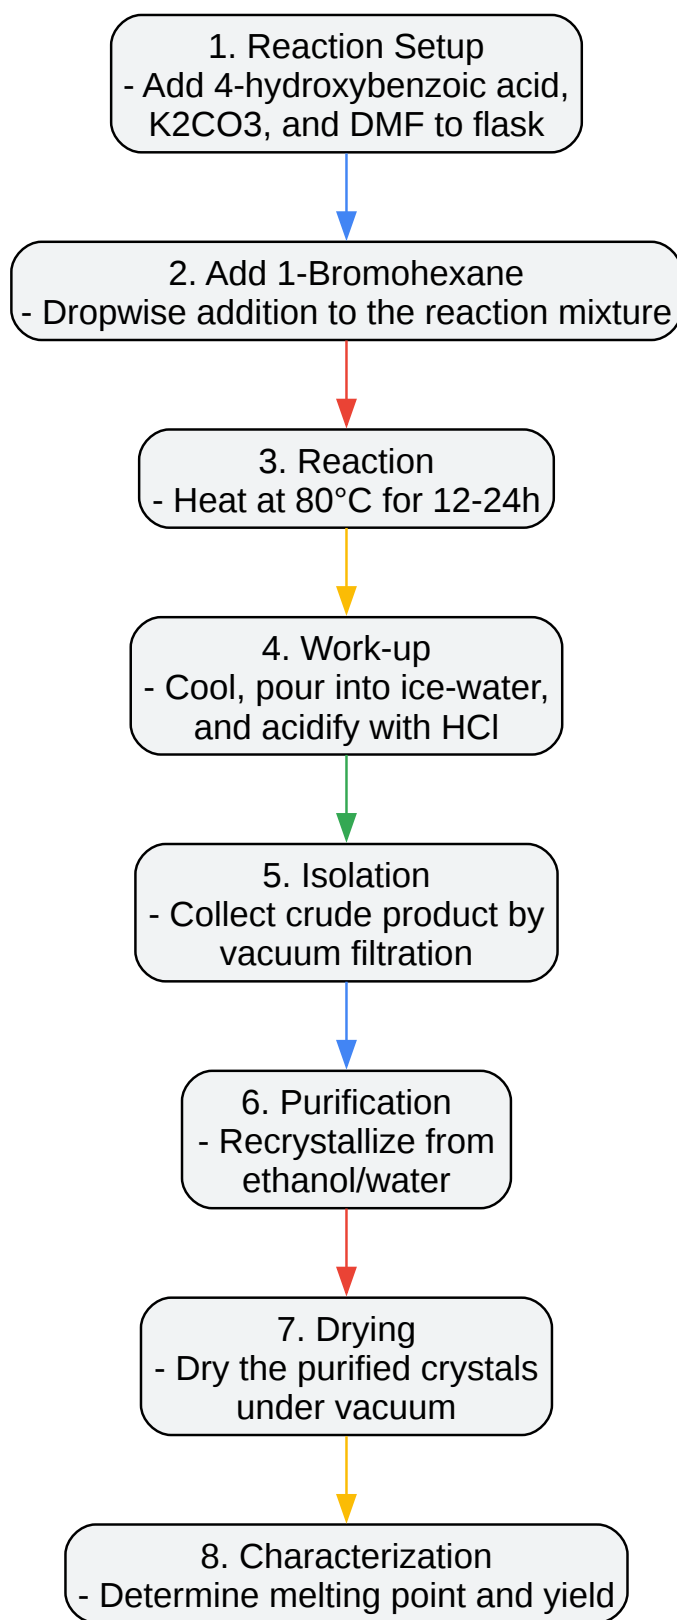 1. Reaction Setup
- Add 4-hydroxybenzoic acid,
K2CO3, and DMF to flask
2. Add 1-Bromohexane
- Dropwise addition to the reaction mixture
3. Reaction
- Heat at 80°C for 12-24h
4. Work-up
- Cool, pour into ice-water,
and acidify with HCl
5. Isolation
- Collect crude product by
vacuum filtration
6. Purification
- Recrystallize from
ethanol/water
7. Drying
- Dry the purified crystals
under vacuum
8. Characterization
- Determine melting point and yield